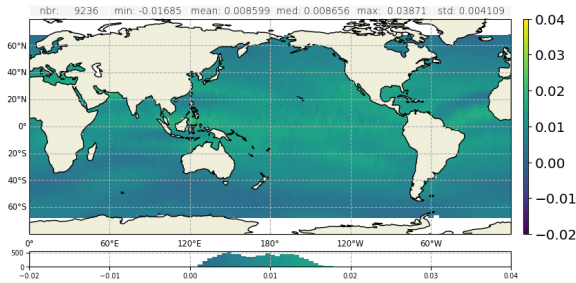 nbr: 9236 min: -0.01685 mean: 0.008599 med: 0.008656 max: 0.03871 std: 0.004109
0.04
60°N
0.03
40°N
20°N
0.02
0°
0.01
20°S
0.00
40°S
-0.01
60°S
-0.02
0° 60°E 120°E 180° 120°W 60°W
500
0
-0.02 -0.01 0.00 0.01 0.02 0.03 0.04